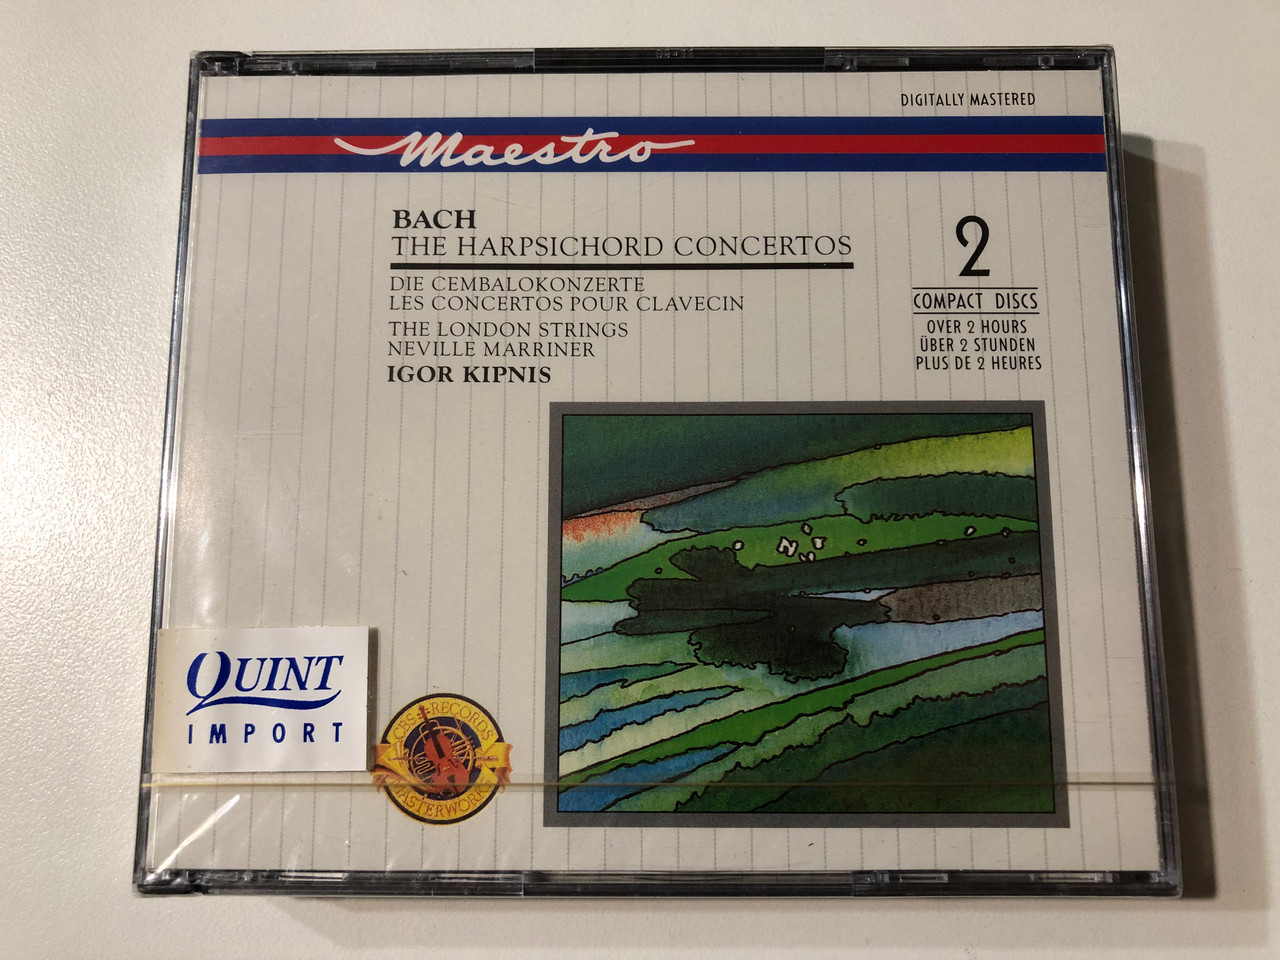 DIGITALLY MASTERED
Maestro
BACH
THE HARPSICHORD CONCERTOS
DIE CEMBALOKONZERTE
LES CONCERTOS POUR CLAVECIN
THE LONDON STRINGS
NEVILLE MARRINER
IGOR KIPNIS
2
COMPACT DISCS
OVER 2 HOURS
ÜBER 2 STUNDEN
PLUS DE 2 HEURES
QUINT
IMPORT
CBS RECORDS
MASTERWORKS